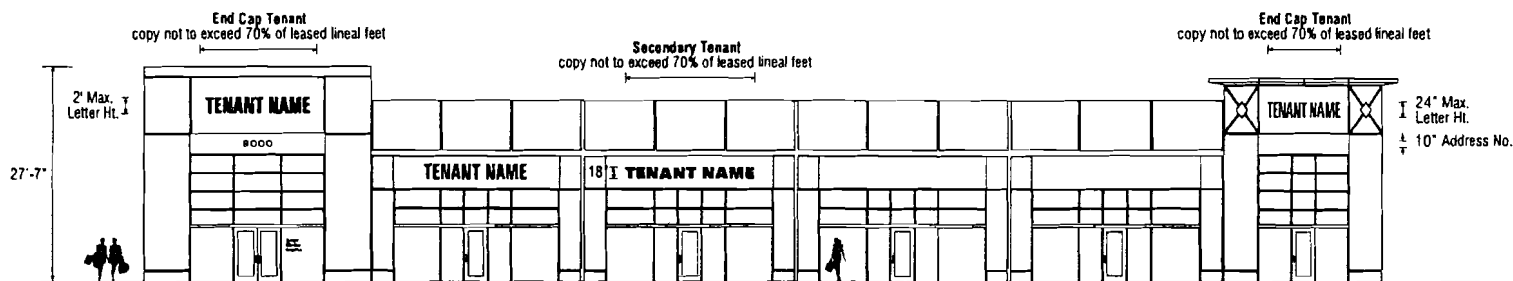 End Cap Tenant
copy not to exceed 70% of leased lineal feet
Secondary Tenant
copy not to exceed 70% of leased lineal feet
End Cap Tenant
copy not to exceed 70% of leased lineal feet
2' Max.
Letter Ht.
TENANT NAME
TENANT NAME
24" Max.
Letter Ht.
8000
10" Address No.
27'-7"
TENANT NAME
18"
TENANT NAME